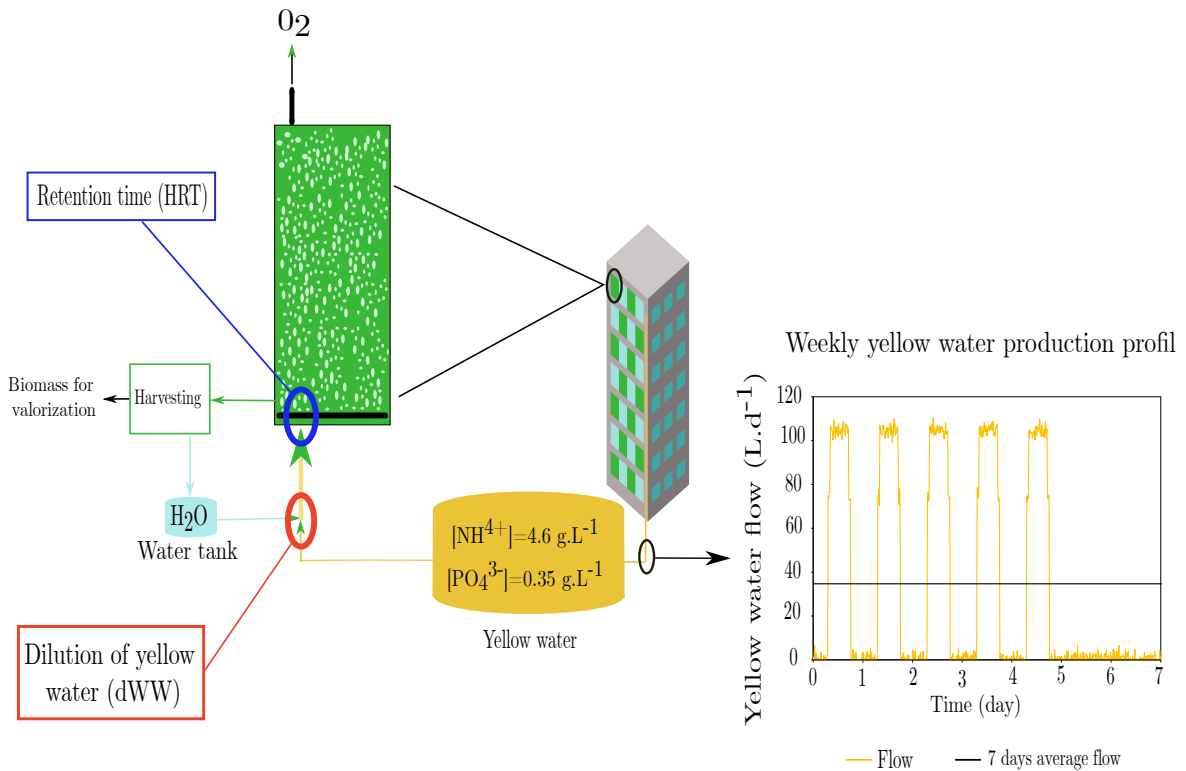 O2
Retention time (HRT)
Biomass for
valorization
Harvesting
H2O
Water tank
Dilution of yellow
water (dWW)
[NH4+]=4.6 g.L-1
[PO43-]=0.35 g.L-1
Yellow water
Weekly yellow water production profil
Yellow water flow (L.d-1)
120
100
80
60
40
20
0
0 1 2 3 4 5 6 7
Time (day)
Flow
7 days average flow